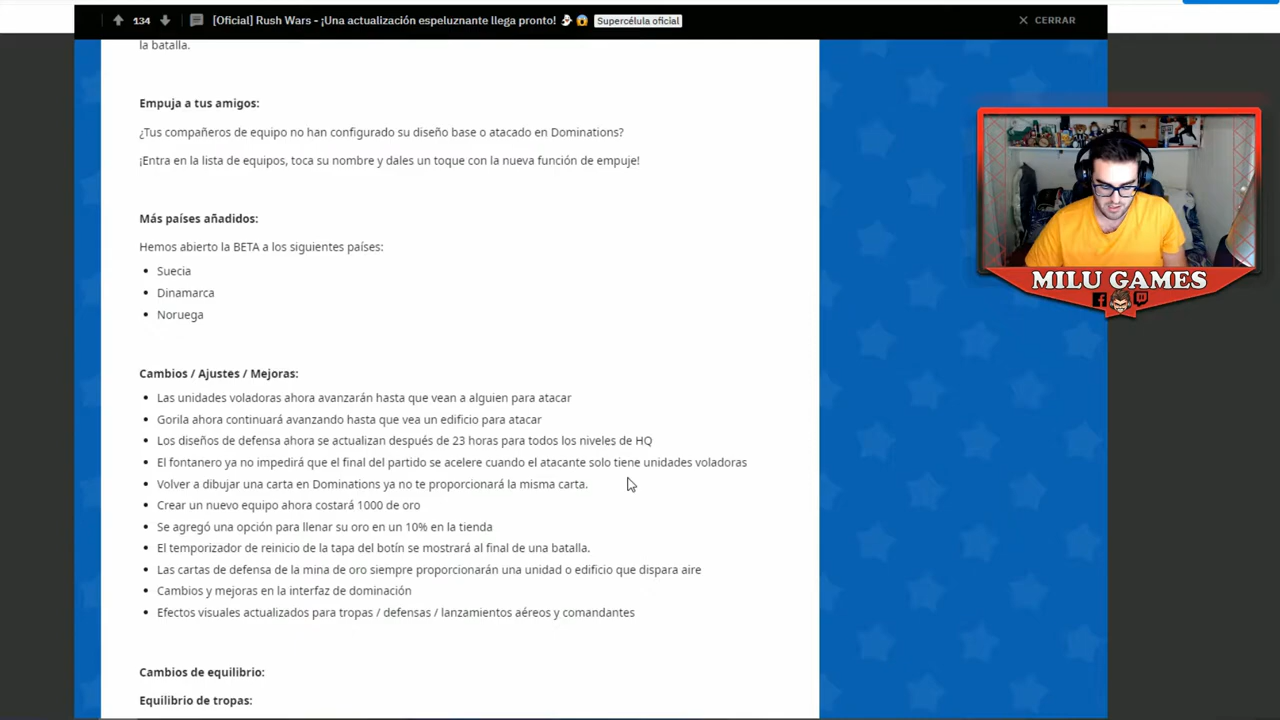 134 [Oficial] Rush Wars - ¡Una actualización espeluznante llega pronto! 👻 😱 Supercélula oficial × CERRAR
la batalla.
Empuja a tus amigos:
¿Tus compañeros de equipo no han configurado su diseño base o atacado en Dominations?
¡Entra en la lista de equipos, toca su nombre y dales un toque con la nueva función de empuje!
Más países añadidos:
Hemos abierto la BETA a los siguientes países:
• Suecia
• Dinamarca
• Noruega
MILU GAMES
Cambios / Ajustes / Mejoras:
• Las unidades voladoras ahora avanzarán hasta que vean a alguien para atacar
• Gorila ahora continuará avanzando hasta que vea un edificio para atacar
• Los diseños de defensa ahora se actualizan después de 23 horas para todos los niveles de HQ
• El fontanero ya no impedirá que el final del partido se acelere cuando el atacante solo tiene unidades voladoras
• Volver a dibujar una carta en Dominations ya no te proporcionará la misma carta.
• Crear un nuevo equipo ahora costará 1000 de oro
• Se agregó una opción para llenar su oro en un 10% en la tienda
• El temporizador de reinicio de la tapa del botín se mostrará al final de una batalla.
• Las cartas de defensa de la mina de oro siempre proporcionarán una unidad o edificio que dispara aire
• Cambios y mejoras en la interfaz de dominación
• Efectos visuales actualizados para tropas / defensas / lanzamientos aéreos y comandantes
Cambios de equilibrio:
Equilibrio de tropas: